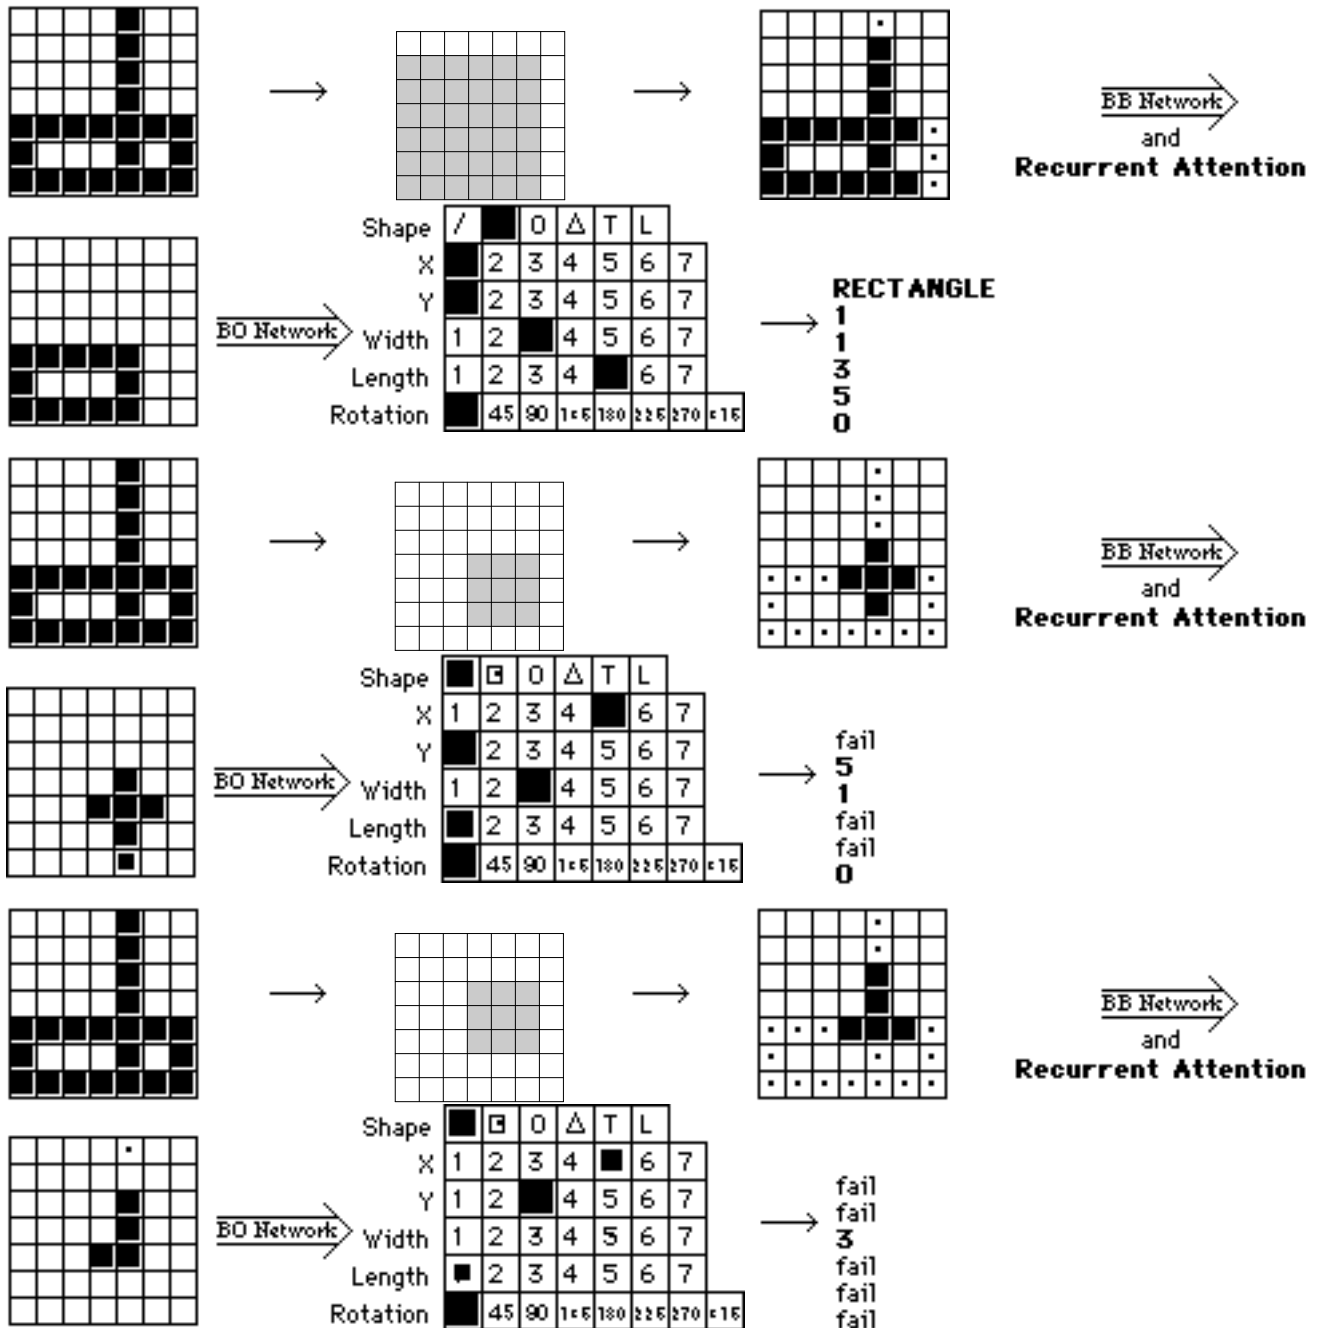 BB Network
and
Recurrent Attention
Shape / O △ T L
X 2 3 4 5 6 7
Y 2 3 4 5 6 7
BO Network
Width 1 2 4 5 6 7
Length 1 2 3 4 6 7
Rotation 45 90 180 270
RECTANGLE
1
1
3
5
0
BB Network
and
Recurrent Attention
Shape O △ T L
X 1 2 3 4 6 7
Y 2 3 4 5 6 7
BO Network
Width 1 2 4 5 6 7
Length 2 3 4 5 6 7
Rotation 45 90 180 270
fail
5
1
fail
fail
0
BB Network
and
Recurrent Attention
Shape O △ T L
X 1 2 3 4 6 7
Y 1 2 4 5 6 7
BO Network
Width 1 2 3 4 5 6 7
Length 2 3 4 5 6 7
Rotation 45 90 180 270
fail
fail
3
fail
fail
fail